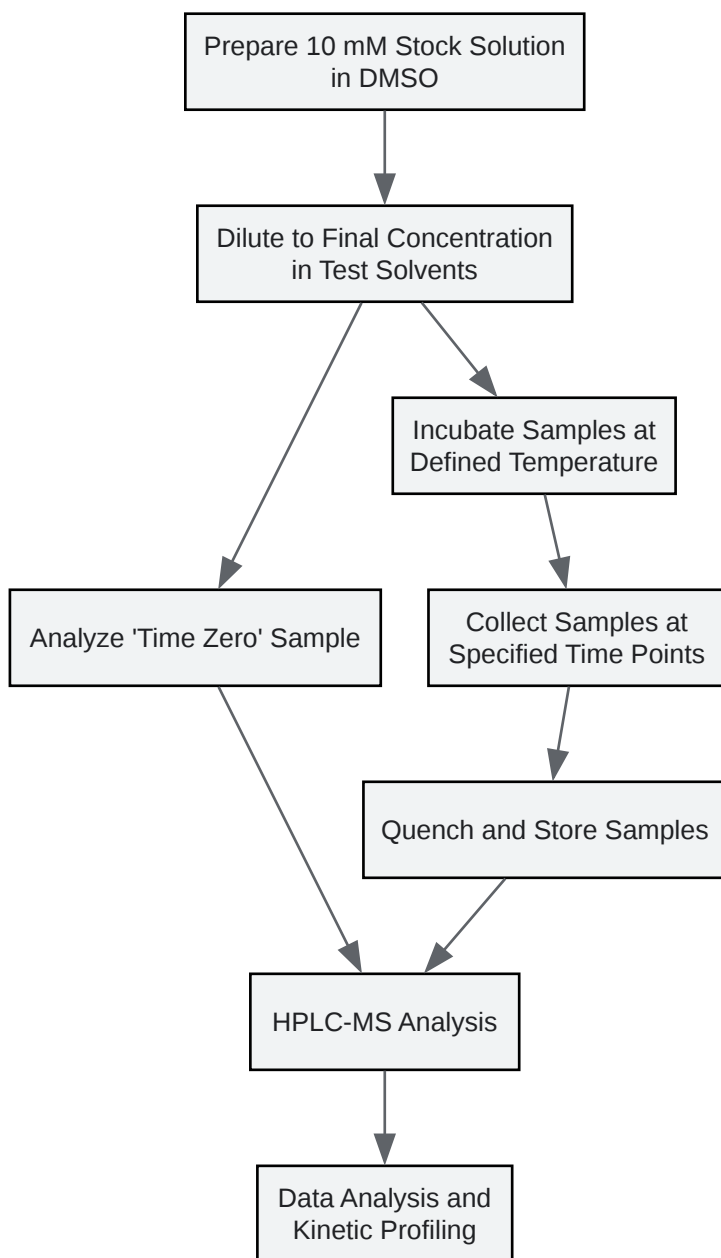 Prepare 10 mM Stock Solution
in DMSO
Dilute to Final Concentration
in Test Solvents
Incubate Samples at
Defined Temperature
Analyze 'Time Zero' Sample
Collect Samples at
Specified Time Points
Quench and Store Samples
HPLC-MS Analysis
Data Analysis and
Kinetic Profiling